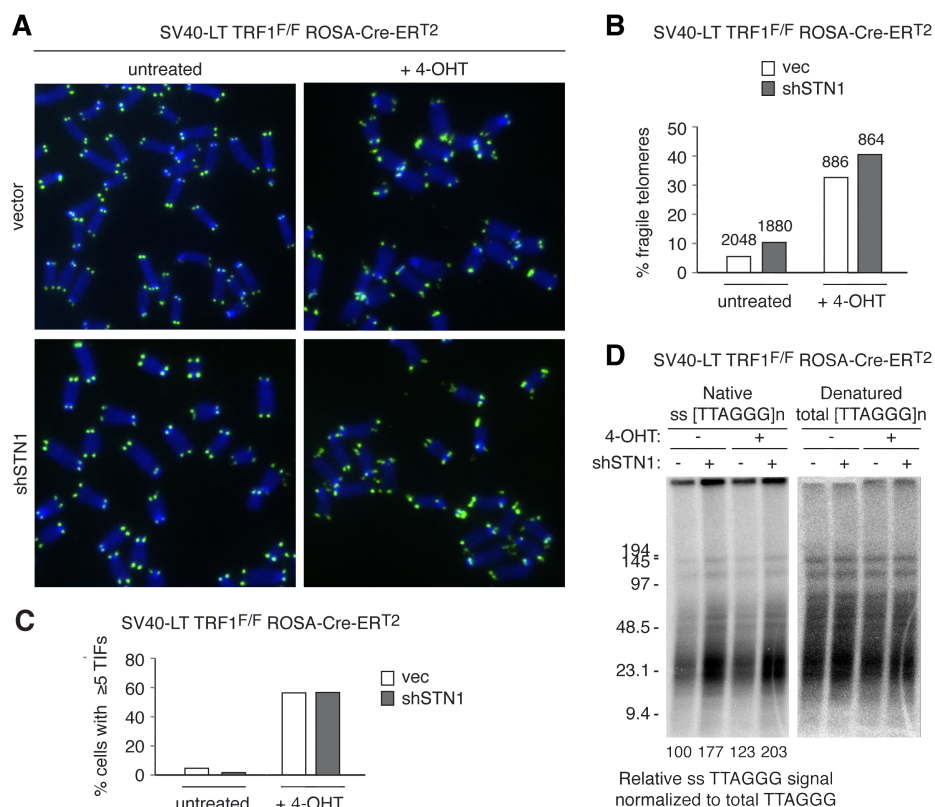 A
SV40-LT TRF1F/F ROSA-Cre-ERT2
untreated
+ 4-OHT
vector
shSTN1
B
SV40-LT TRF1F/F ROSA-Cre-ERT2
vec
shSTN1
% fragile telomeres
50
40
30
20
10
0
2048
1880
886
864
untreated
+ 4-OHT
C
SV40-LT TRF1F/F ROSA-Cre-ERT2
% cells with ≥5 TIFs
80
60
40
20
0
vec
shSTN1
untreated
+ 4-OHT
D
SV40-LT TRF1F/F ROSA-Cre-ERT2
Native Denatured
ss [TTAGGG]n total [TTAGGG]n
4-OHT: - + - +
shSTN1: - + - + - + - +
194 -
145 -
97 -
48.5 -
23.1 -
9.4 -
100 177 123 203
Relative ss TTAGGG signal
normalized to total TTAGGG